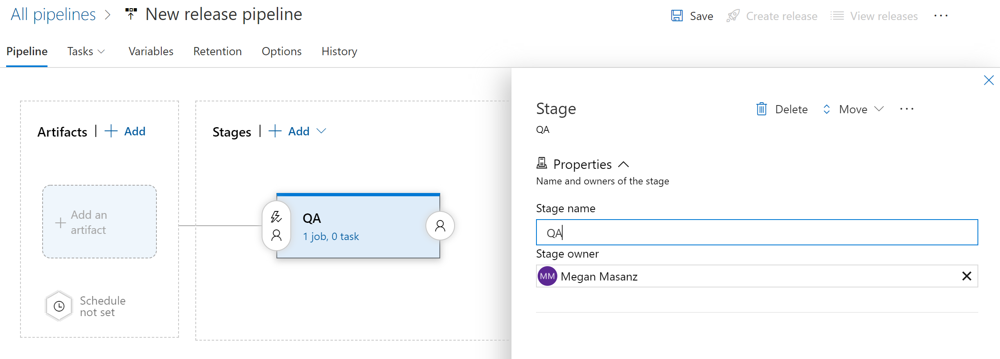 All pipelines > New release pipeline
Save Create release View releases ...
Pipeline Tasks Variables Retention Options History
Artifacts | + Add
Add an
artifact
Schedule
not set
Stages | + Add
QA
1 job, 0 task
Stage
Delete Move ...
QA
Properties
Name and owners of the stage
Stage name
QA
Stage owner
MM Megan Masanz